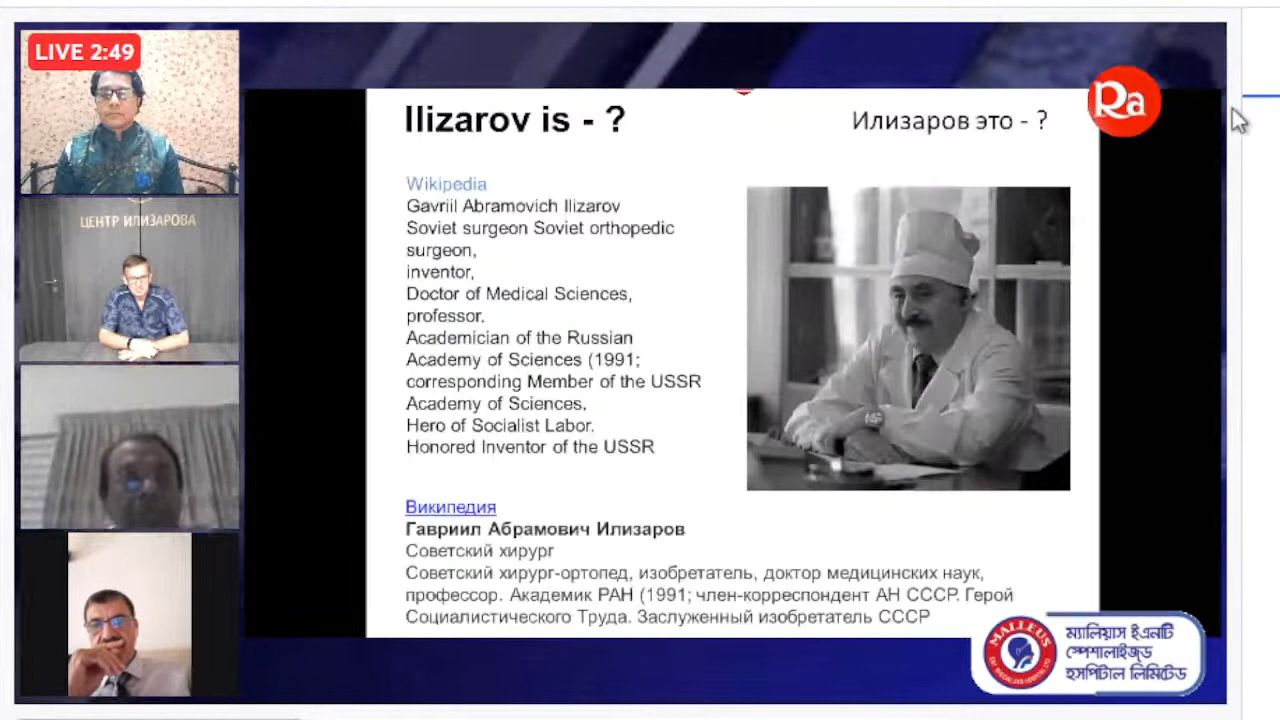 LIVE 2:49
ЦЕНТР ИЛИЗАРОВА
Ilizarov is - ?
Илизаров это - ?
Ra
Wikipedia
Gavriil Abramovich Ilizarov
Soviet surgeon Soviet orthopedic
surgeon,
inventor,
Doctor of Medical Sciences,
professor.
Academician of the Russian
Academy of Sciences (1991;
corresponding Member of the USSR
Academy of Sciences.
Hero of Socialist Labor.
Honored Inventor of the USSR
Википедия
Гавриил Абрамович Илизаров
Советский хирург
Советский хирург-ортопед, изобретатель, доктор медицинских наук,
профессор. Академик РАН (1991; член-корреспондент АН СССР. Герой
Социалистического Труда. Заслуженный изобретатель СССР
MALLEUS
ম্যালিয়াস ইএনটি
স্পেশালাইজ্‌ড
হসপিটাল লিমিটেড